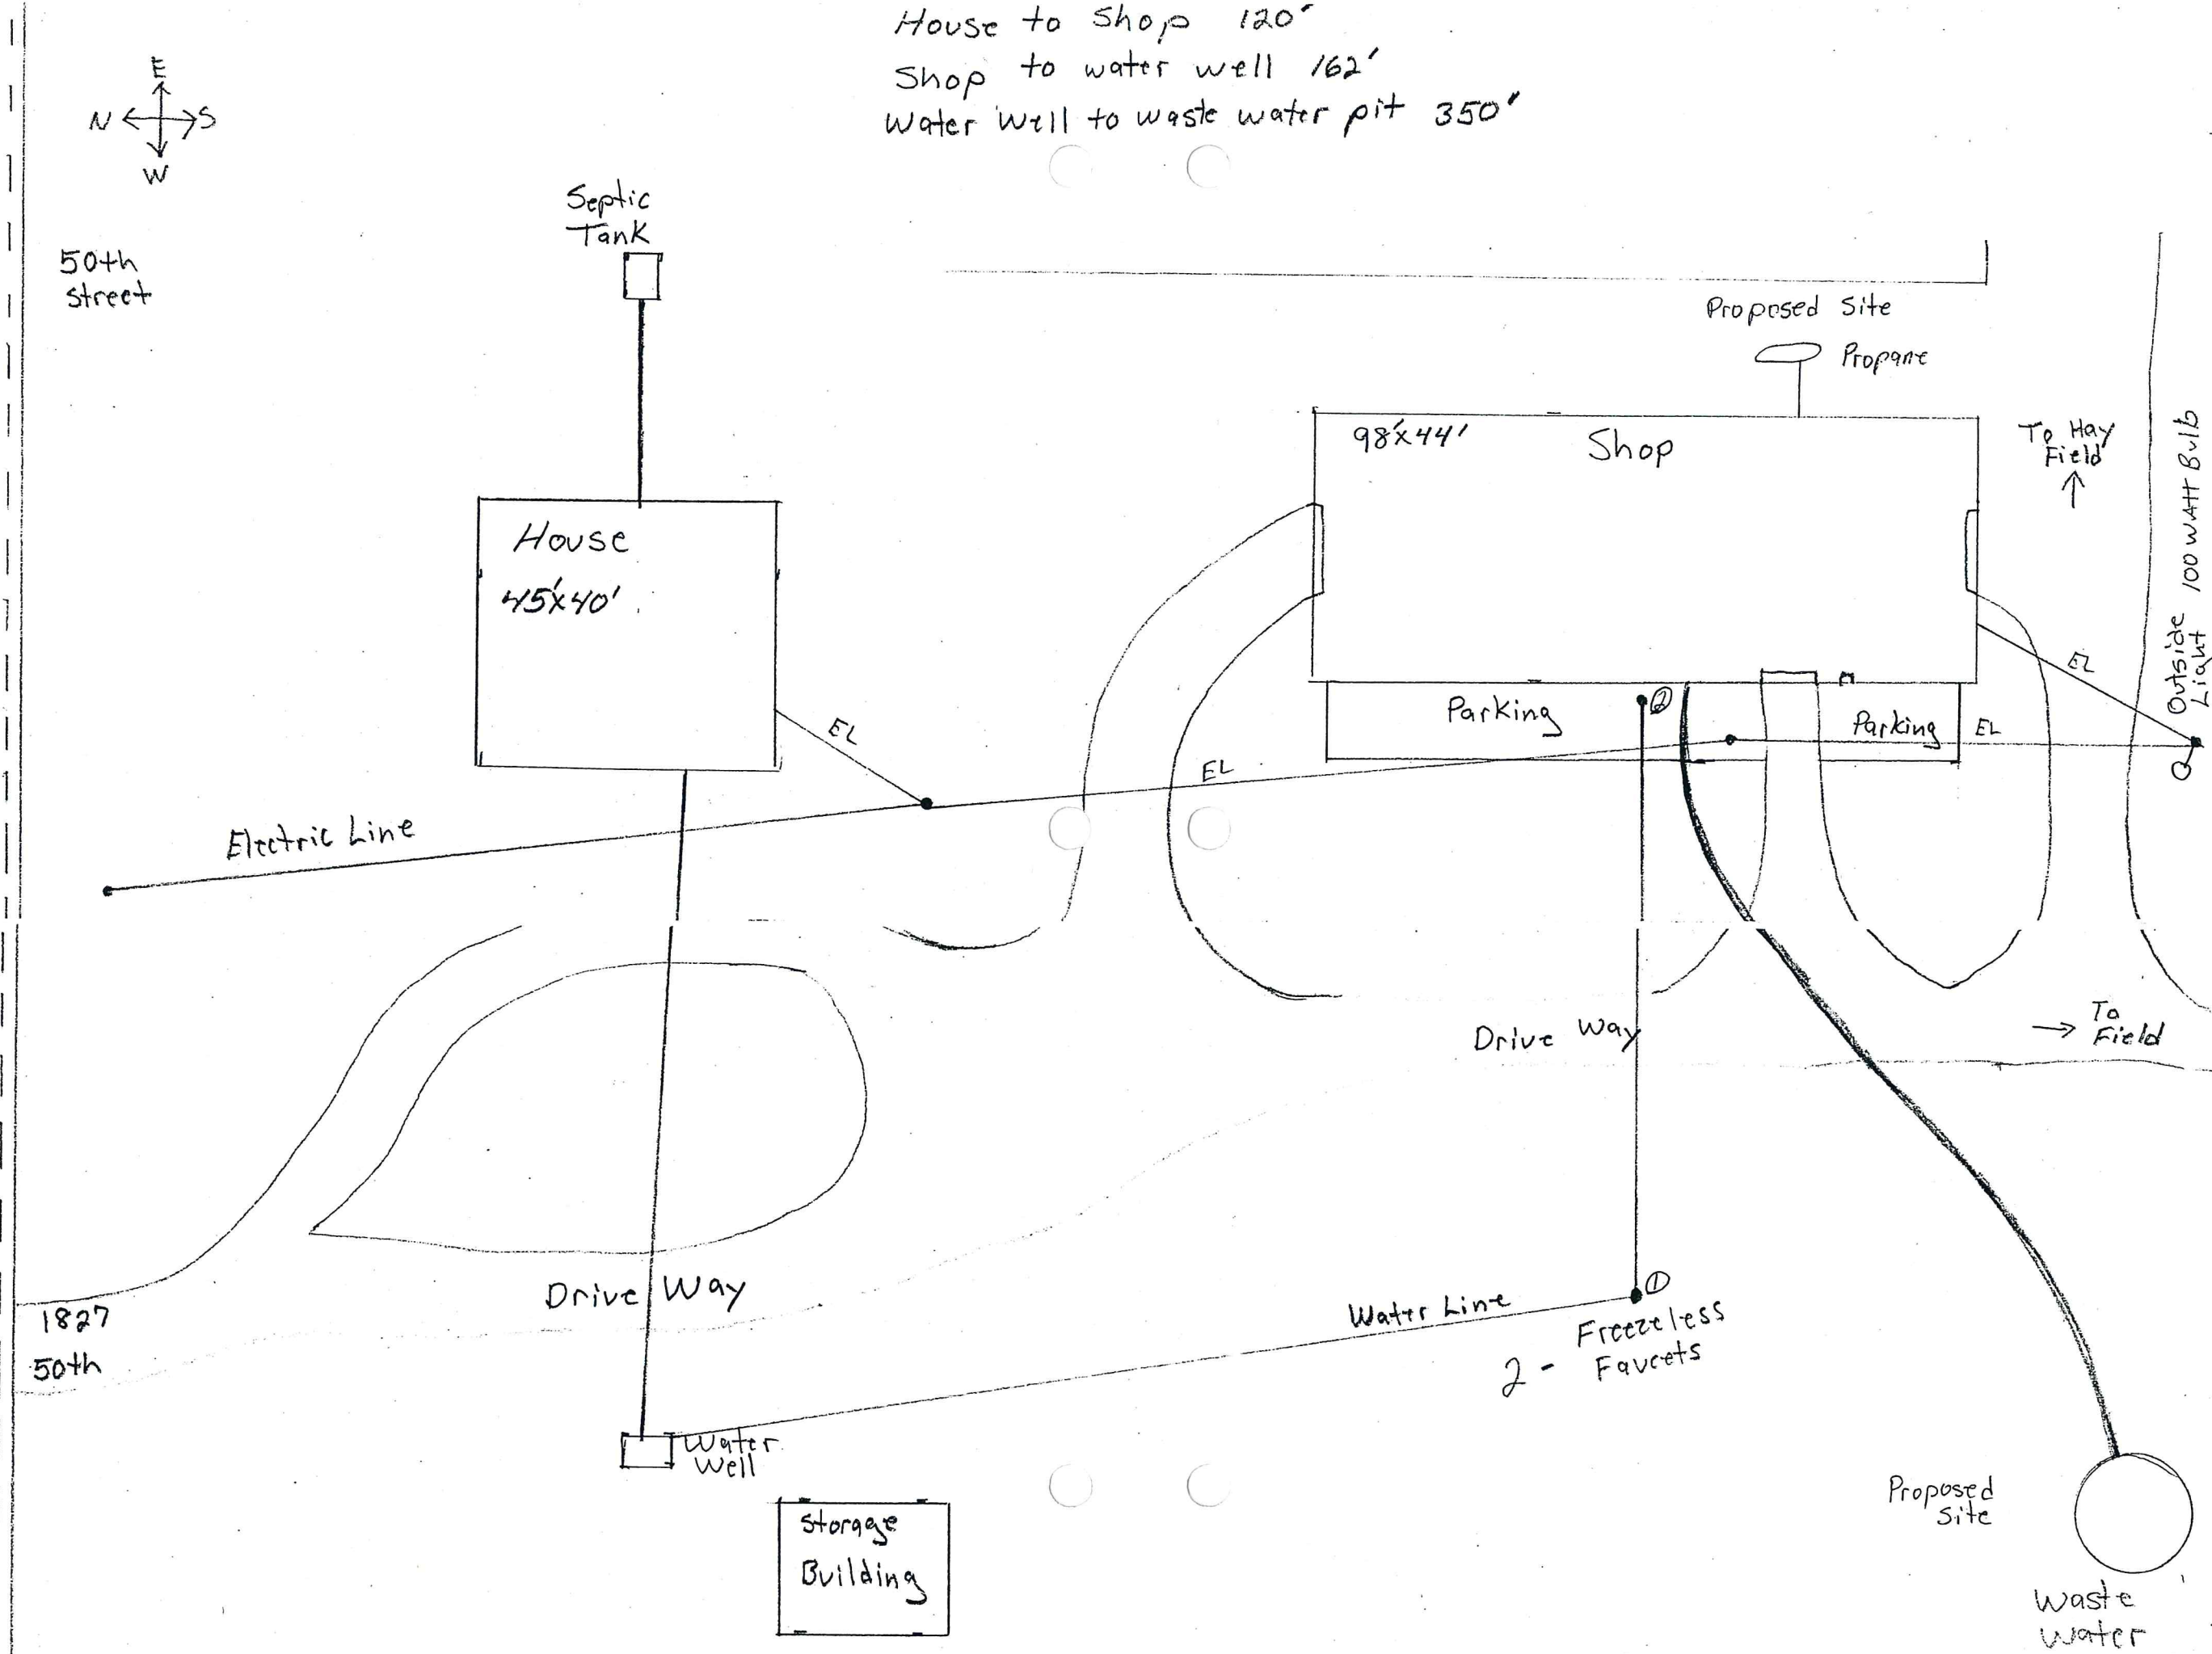 House to Shop 120'
Shop to water well 162'
Water Well to waste water pit 350'
E
N S
W
50th
Street
Septic
Tank
Proposed Site
Propane
98'X44'
Shop
To Hay
Field
Outside 100 WATT Bulb
Light
House
45'X40'
EL
Parking
②
Parking
EL
EL
EL
Electric Line
Drive Way
To
Field
1827
50th
Drive Way
Water Line
①
2 - Freezeless
Faucets
Water
Well
Storage
Building
Proposed
Site
Waste
Water